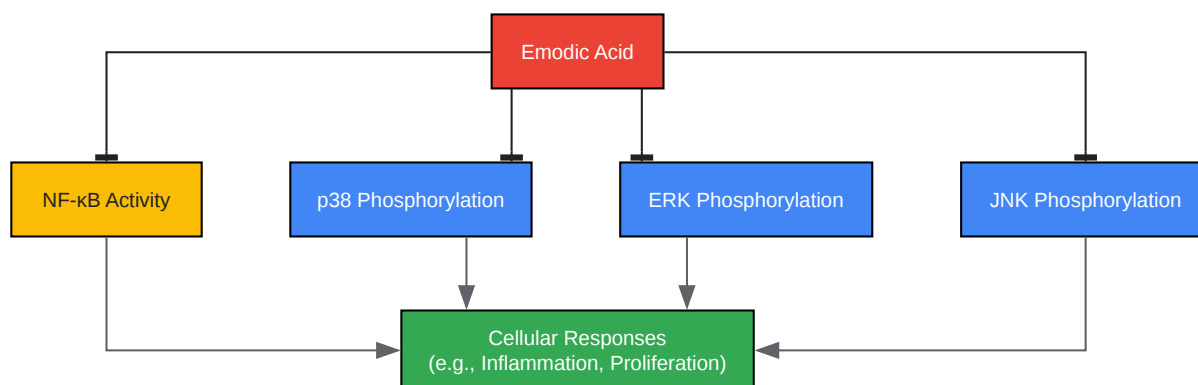 Emodic Acid
NF-κB Activity
p38 Phosphorylation
ERK Phosphorylation
JNK Phosphorylation
Cellular Responses
(e.g., Inflammation, Proliferation)